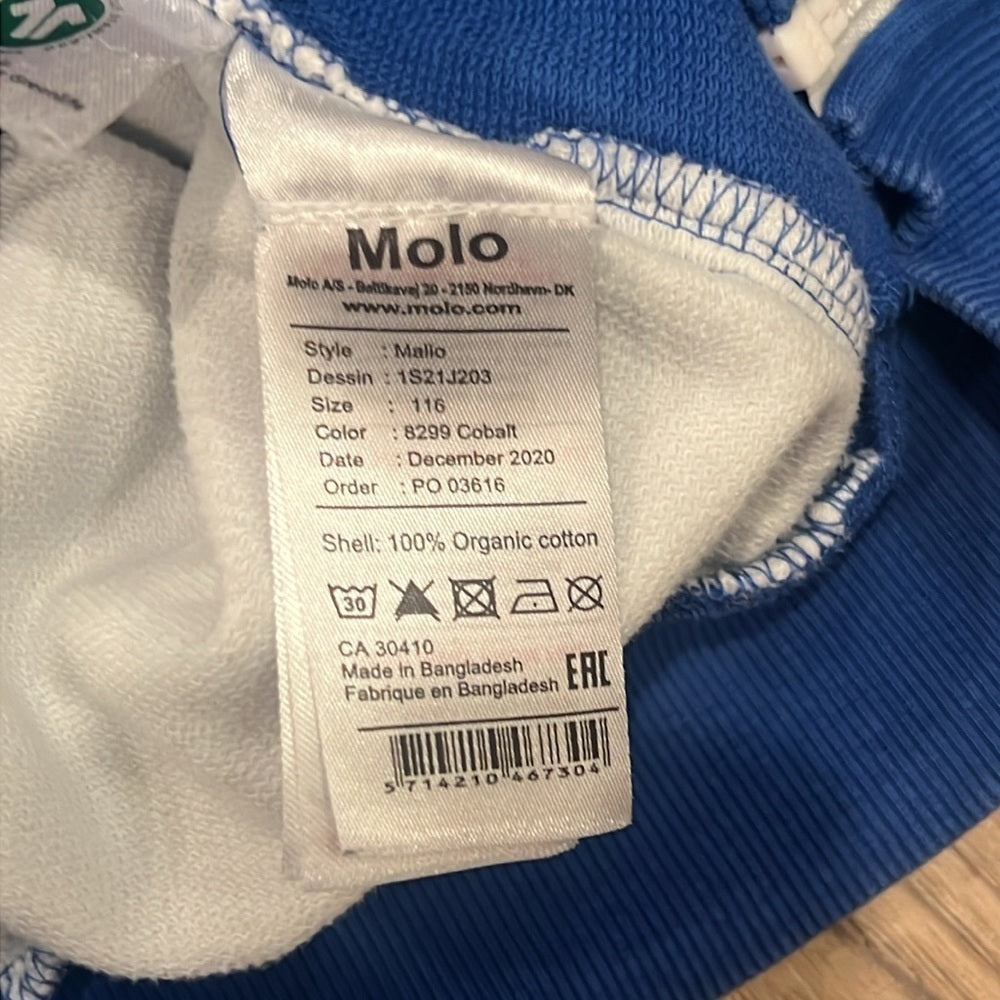 Molo
Molo A/S - Baltikavej 20 - 2150 Nordhavn- DK
www.molo.com
Style : Mallo
Dessin : 1S21J203
Size : 116
Color : 8299 Cobalt
Date : December 2020
Order : PO 03616
Shell: 100% Organic cotton
30
CA 30410
Made in Bangladesh
Fabrique en Bangladesh
EAC
5 714210 467304